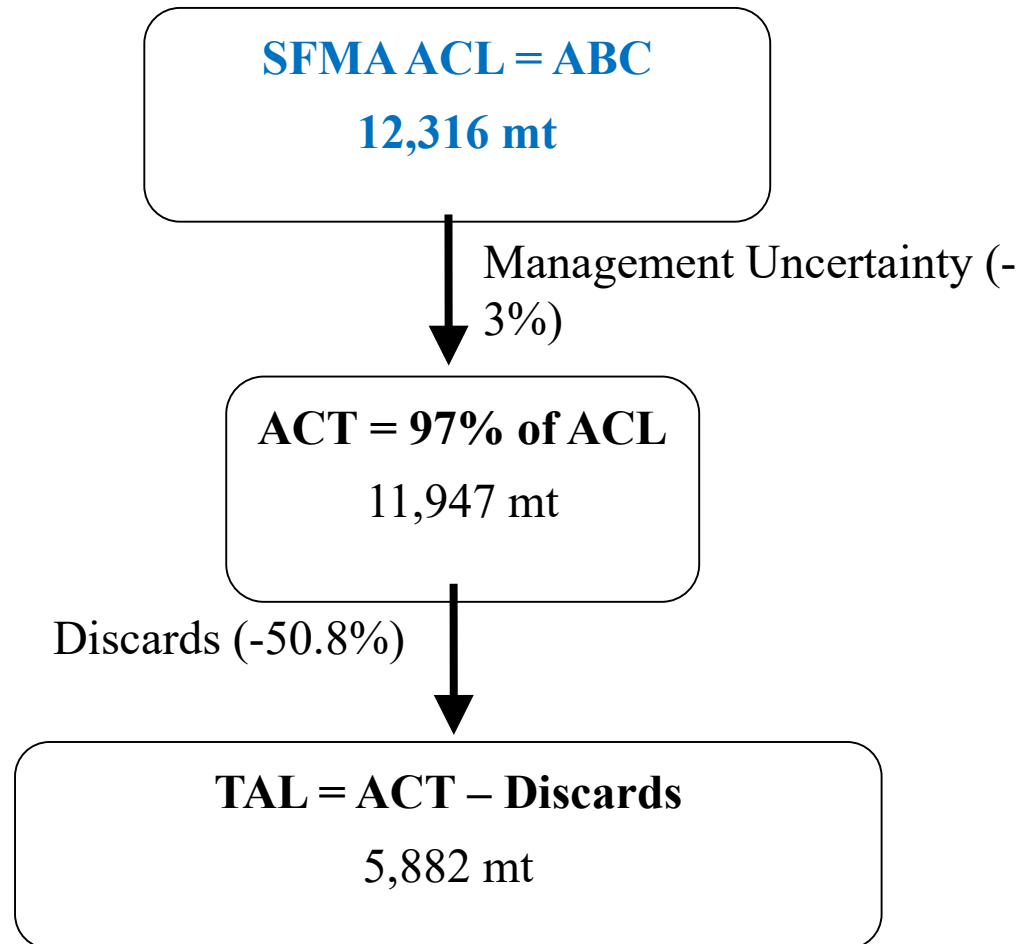 SFMA ACL = ABC
12,316 mt
Management Uncertainty (-
3%)
ACT = 97% of ACL
11,947 mt
Discards (-50.8%)
TAL = ACT – Discards
5,882 mt